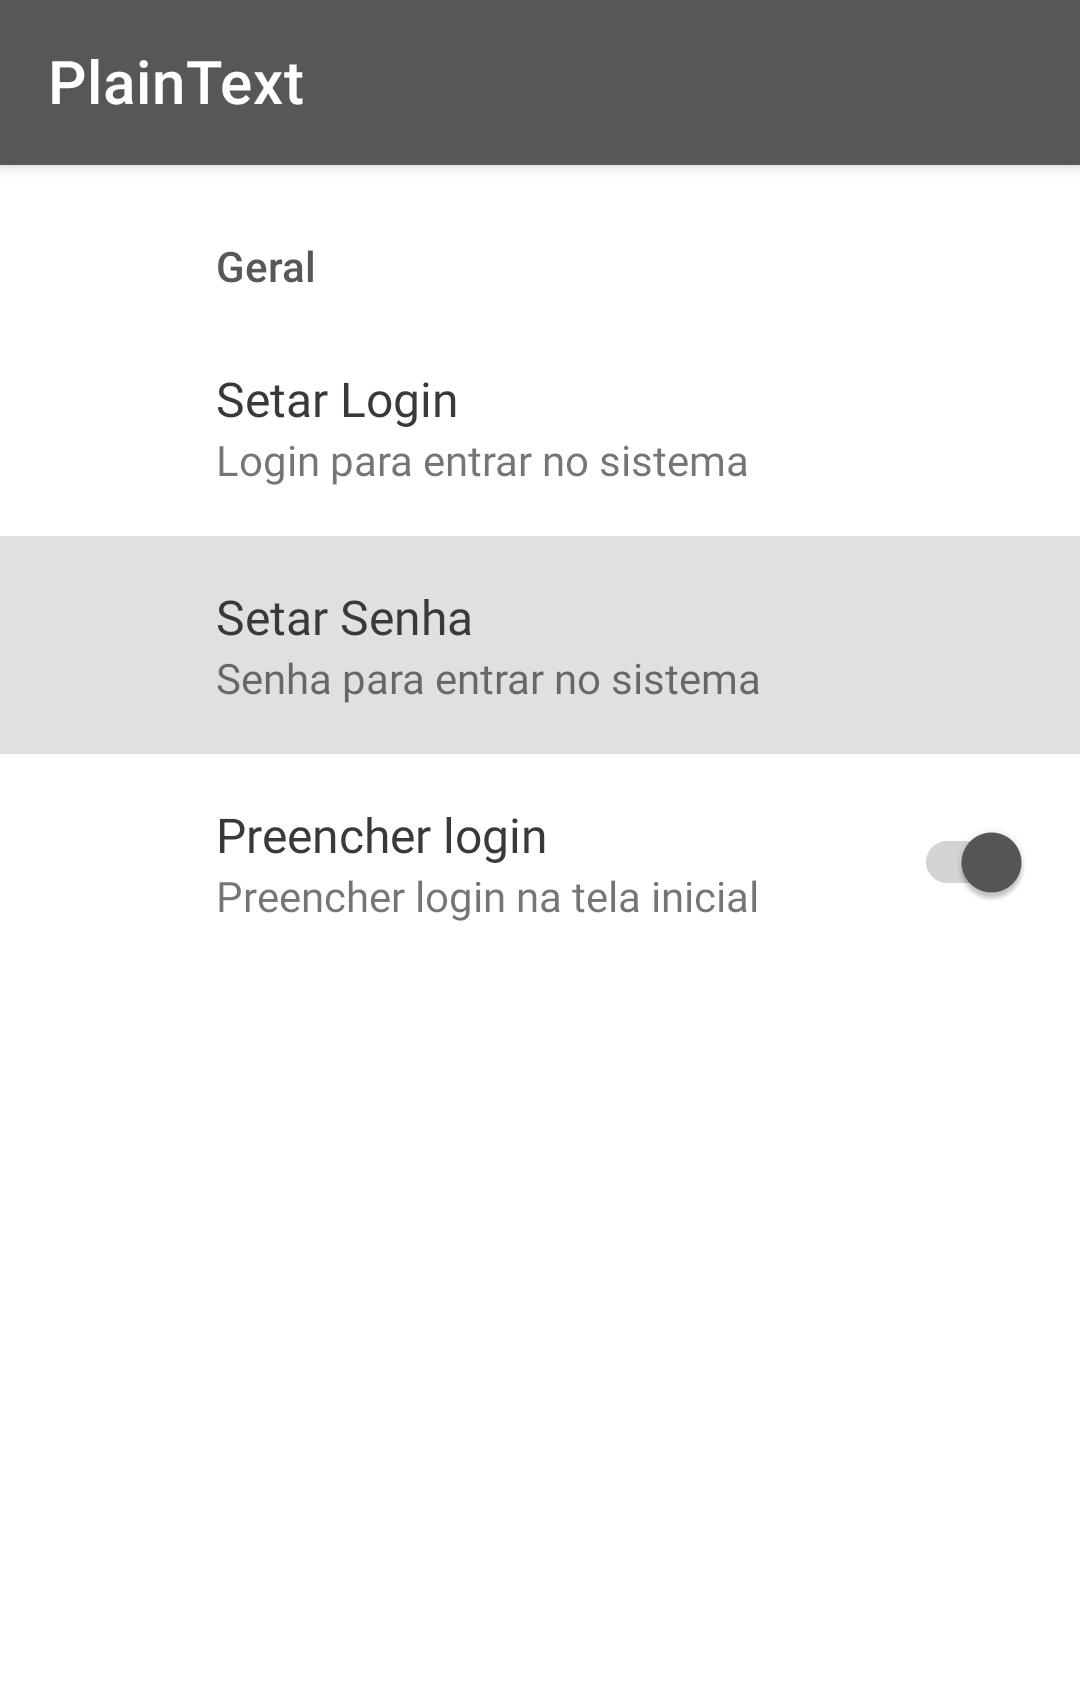 PlainText
Geral
Setar Login
Login para entrar no sistema
Setar Senha
Senha para entrar no sistema
Preencher login
Preencher login na tela inicial